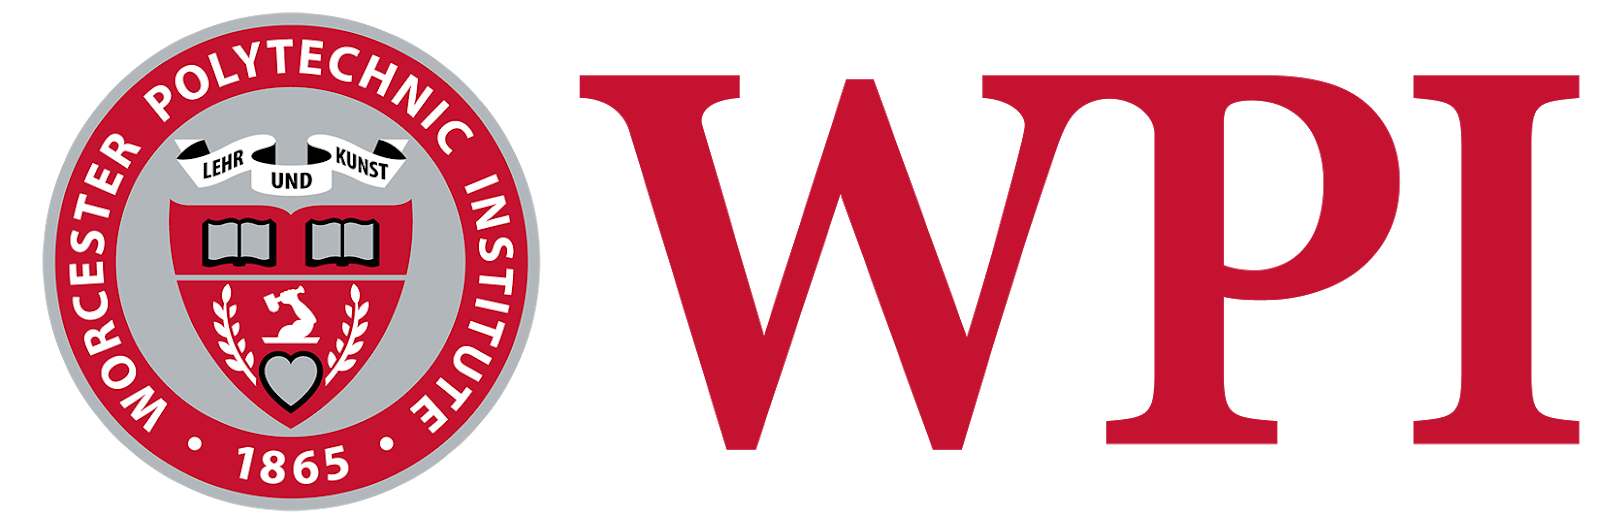 WORCESTER POLYTECHNIC INSTITUTE
LEHR UND KUNST
· 1865 ·
WPI